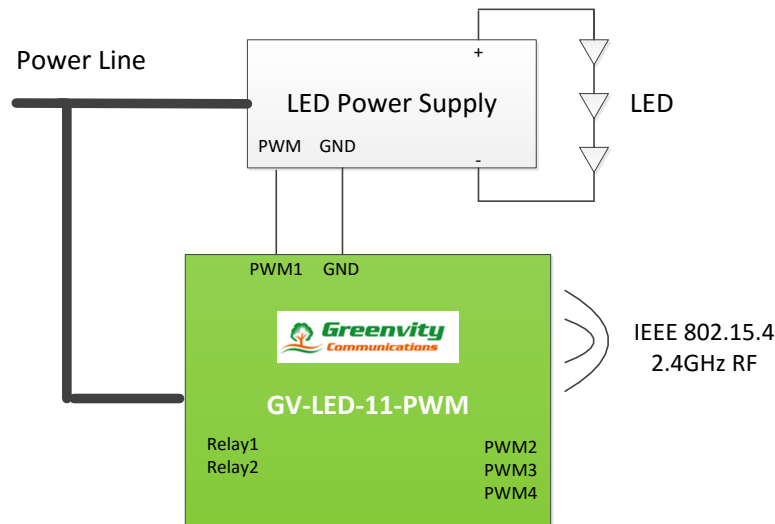 Power Line
+
LED Power Supply
LED
PWM GND
-
PWM1 GND
Greenvity
Communications
IEEE 802.15.4
2.4GHz RF
GV-LED-11-PWM
Relay1
Relay2
PWM2
PWM3
PWM4